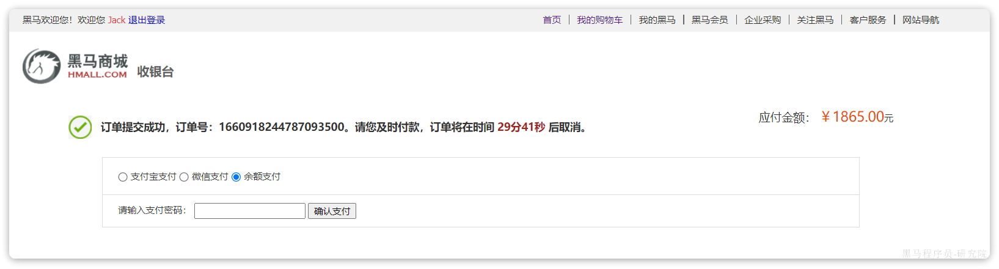 黑马欢迎您！欢迎您 Jack 退出登录 首页 | 我的购物车 | 我的黑马 | 黑马会员 | 企业采购 | 关注黑马 | 客户服务 | 网站导航
黑马商城
HMALL.COM
收银台
应付金额： ￥1865.00元
订单提交成功，订单号：1660918244787093500。请您及时付款，订单将在时间 29分41秒 后取消。
支付宝支付 微信支付 余额支付
请输入支付密码： 确认支付
黑马程序员-研究院